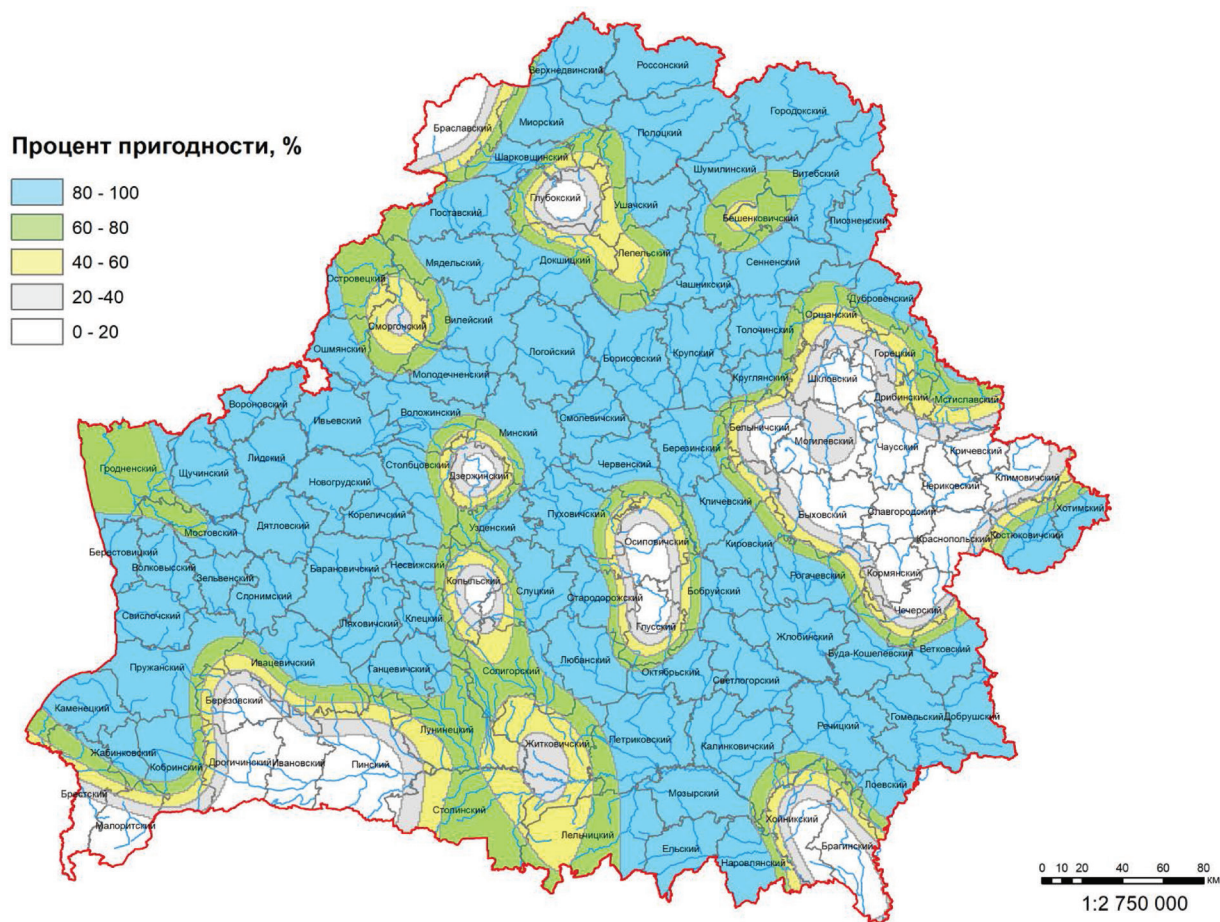 Процент пригодности, %
80 - 100
60 - 80
40 - 60
20 -40
0 - 20
Верхнедвинский
Россонский
Браславский
Миорский
Городокский
Полоцкий
Шарковщинский
Шумилинский
Витебский
Глубокский
Ушачский
Поставский
Бешенковичский
Лиозненский
Докшицкий
Лепельский
Мядельский
Сенненский
Островецкий
Чашникский
Дубровенский
Сморгонский
Вилейский
Оршанский
Толочинский
Ошмянский
Логойский
Борисовский
Крупский
Горецкий
Молодечненский
Круглянский
Шкловский
Дрибинский
Мстиславский
Вороновский
Ивьевский
Воложинский
Смолевичский
Минский
Белыничский
Могилевский
Чаусский
Кричевский
Гродненский
Щучинский
Лидский
Столбцовский
Червенский
Березинский
Дзержинский
Новогрудский
Климовичский
Чериковский
Кличевский
Хотимский
Мостовский
Дятловский
Кореличский
Узденский
Пуховичский
Быховский
Славгородский
Костюковичский
Краснопольский
Берестовицкий
Волковысский
Зельвенский
Барановичский
Несвижский
Осиповичский
Кировский
Слонимский
Копыльский
Слуцкий
Стародорожский
Бобруйский
Рогачевский
Кормянский
Чечерский
Свислочский
Ляховичский
Клецкий
Глусский
Жлобинский
Пружанский
Ивацевичский
Ганцевичский
Солигорский
Любанский
Октябрьский
Светлогорский
Буда-Кошелевский
Ветковский
Каменецкий
Берёзовский
Лунинецкий
Житковичский
Петриковский
Калинковичский
Речицкий
Гомельский
Добрушский
Жабинковский
Кобринский
Дрогичинский
Ивановский
Пинский
Брестский
Малоритский
Столинский
Лельчицкий
Мозырский
Лоевский
Хойникский
Ельский
Наровлянский
Брагинский
0 10 20 40 60 80
км
1:2 750 000